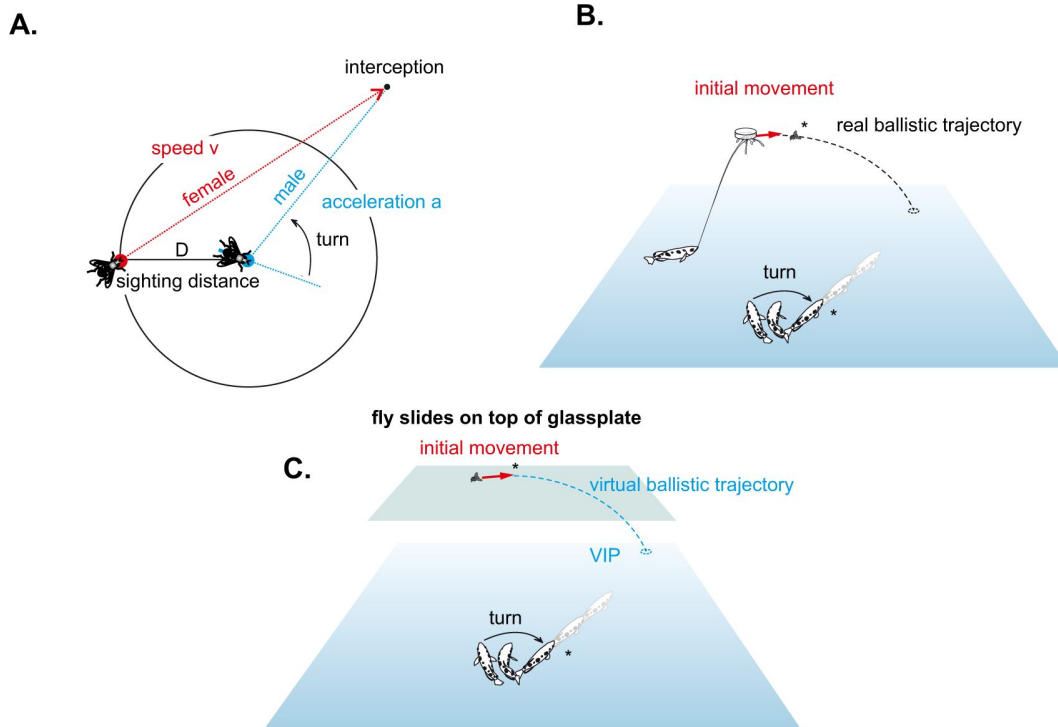 A.
interception
speed v
female
male
acceleration a
turn
D
sighting distance
B.
initial movement
*
real ballistic trajectory
turn
*
fly slides on top of glassplate
C.
initial movement
*
virtual ballistic trajectory
VIP
turn
*